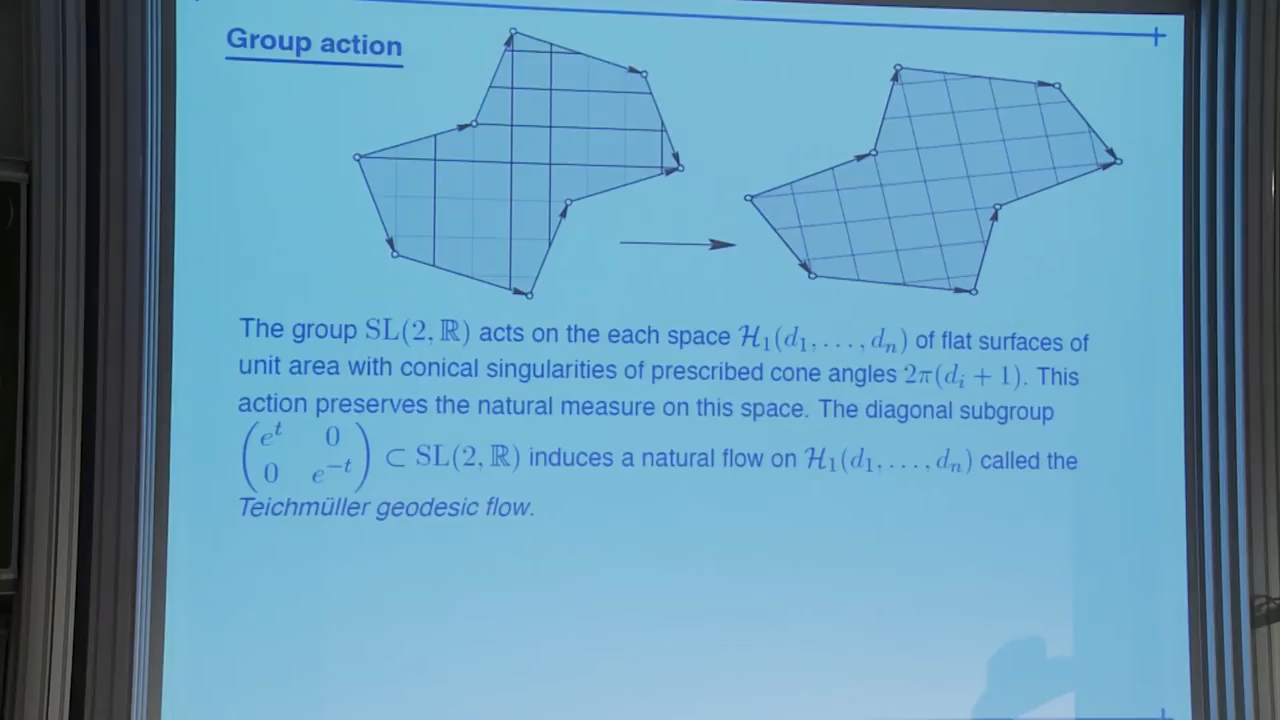 Group action
The group SL(2, ℝ) acts on the each space ℋ₁(d₁, . . . , dₙ) of flat surfaces of
unit area with conical singularities of prescribed cone angles 2π(dᵢ + 1). This
action preserves the natural measure on this space. The diagonal subgroup
(eᵗ 0
0 e⁻ᵗ) ⊂ SL(2, ℝ) induces a natural flow on ℋ₁(d₁, . . . , dₙ) called the
Teichmüller geodesic flow.